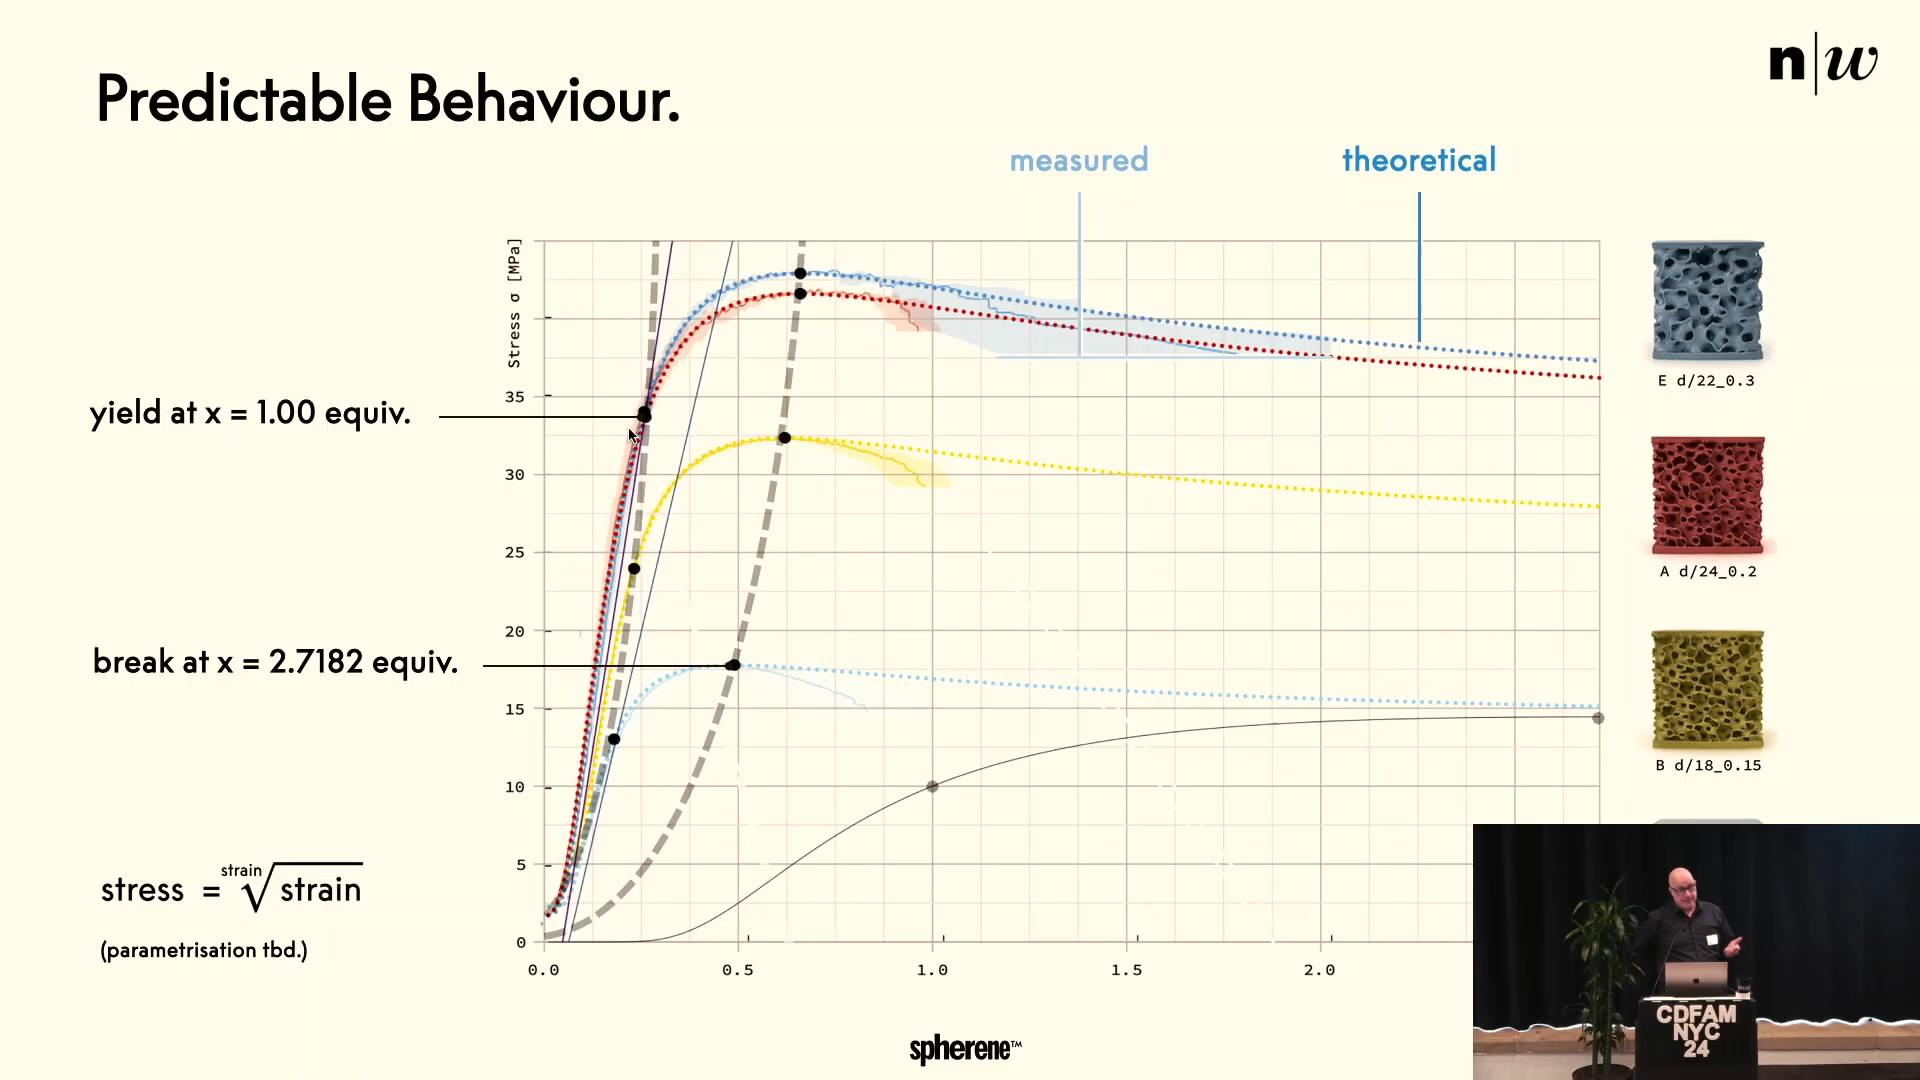 Predictable Behaviour.
n|w
measured
theoretical
Stress σ [MPa]
35
30
25
20
15
10
5
0
0.0
0.5
1.0
1.5
2.0
yield at x = 1.00 equiv.
break at x = 2.7182 equiv.
stress = strain√strain
(parametrisation tbd.)
E d/22_0.3
A d/24_0.2
B d/18_0.15
spherene™
CDFAM
NYC
24